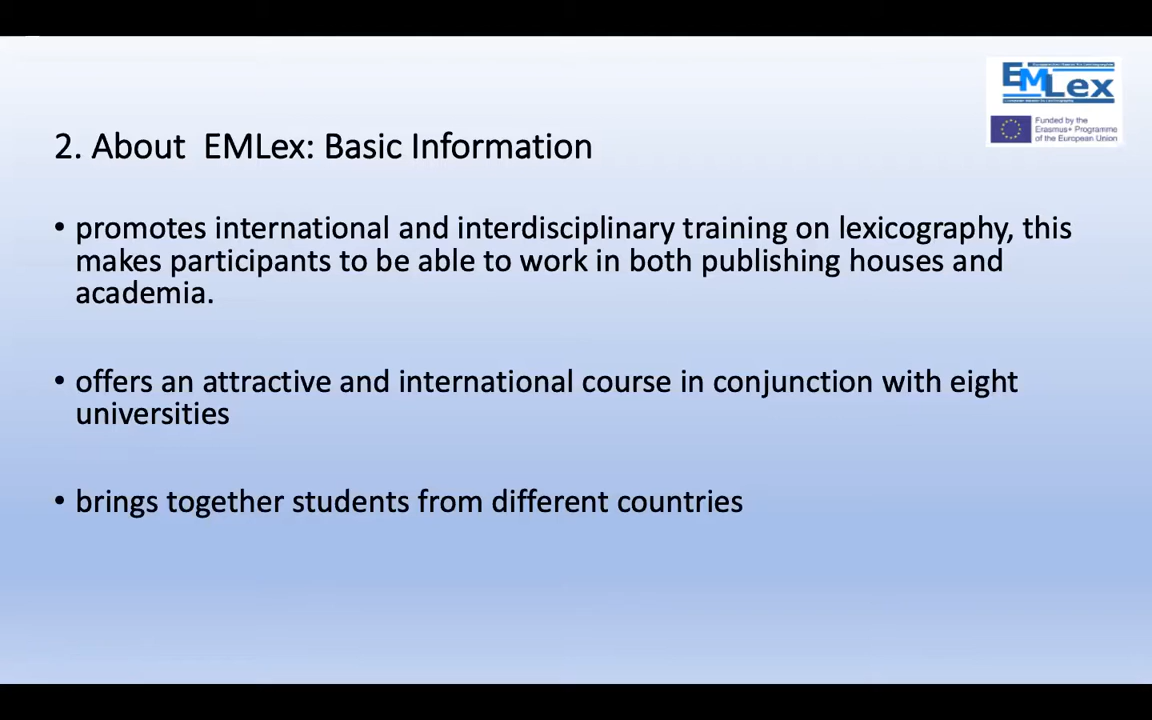 EMLex
Funded by the
Erasmus+ Programme
of the European Union
2. About EMLex: Basic Information
• promotes international and interdisciplinary training on lexicography, this
makes participants to be able to work in both publishing houses and
academia.
• offers an attractive and international course in conjunction with eight
universities
• brings together students from different countries